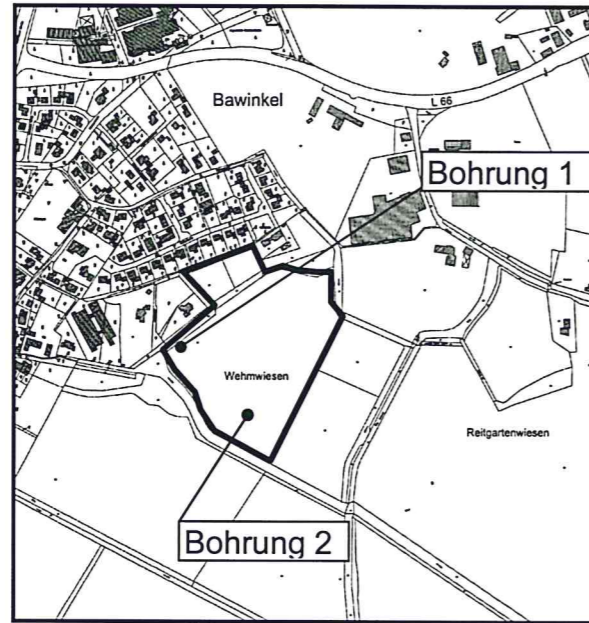 Bawinkel
L 66
Bohrung 1
Wehmwiesen
Reitgartenwiesen
Bohrung 2